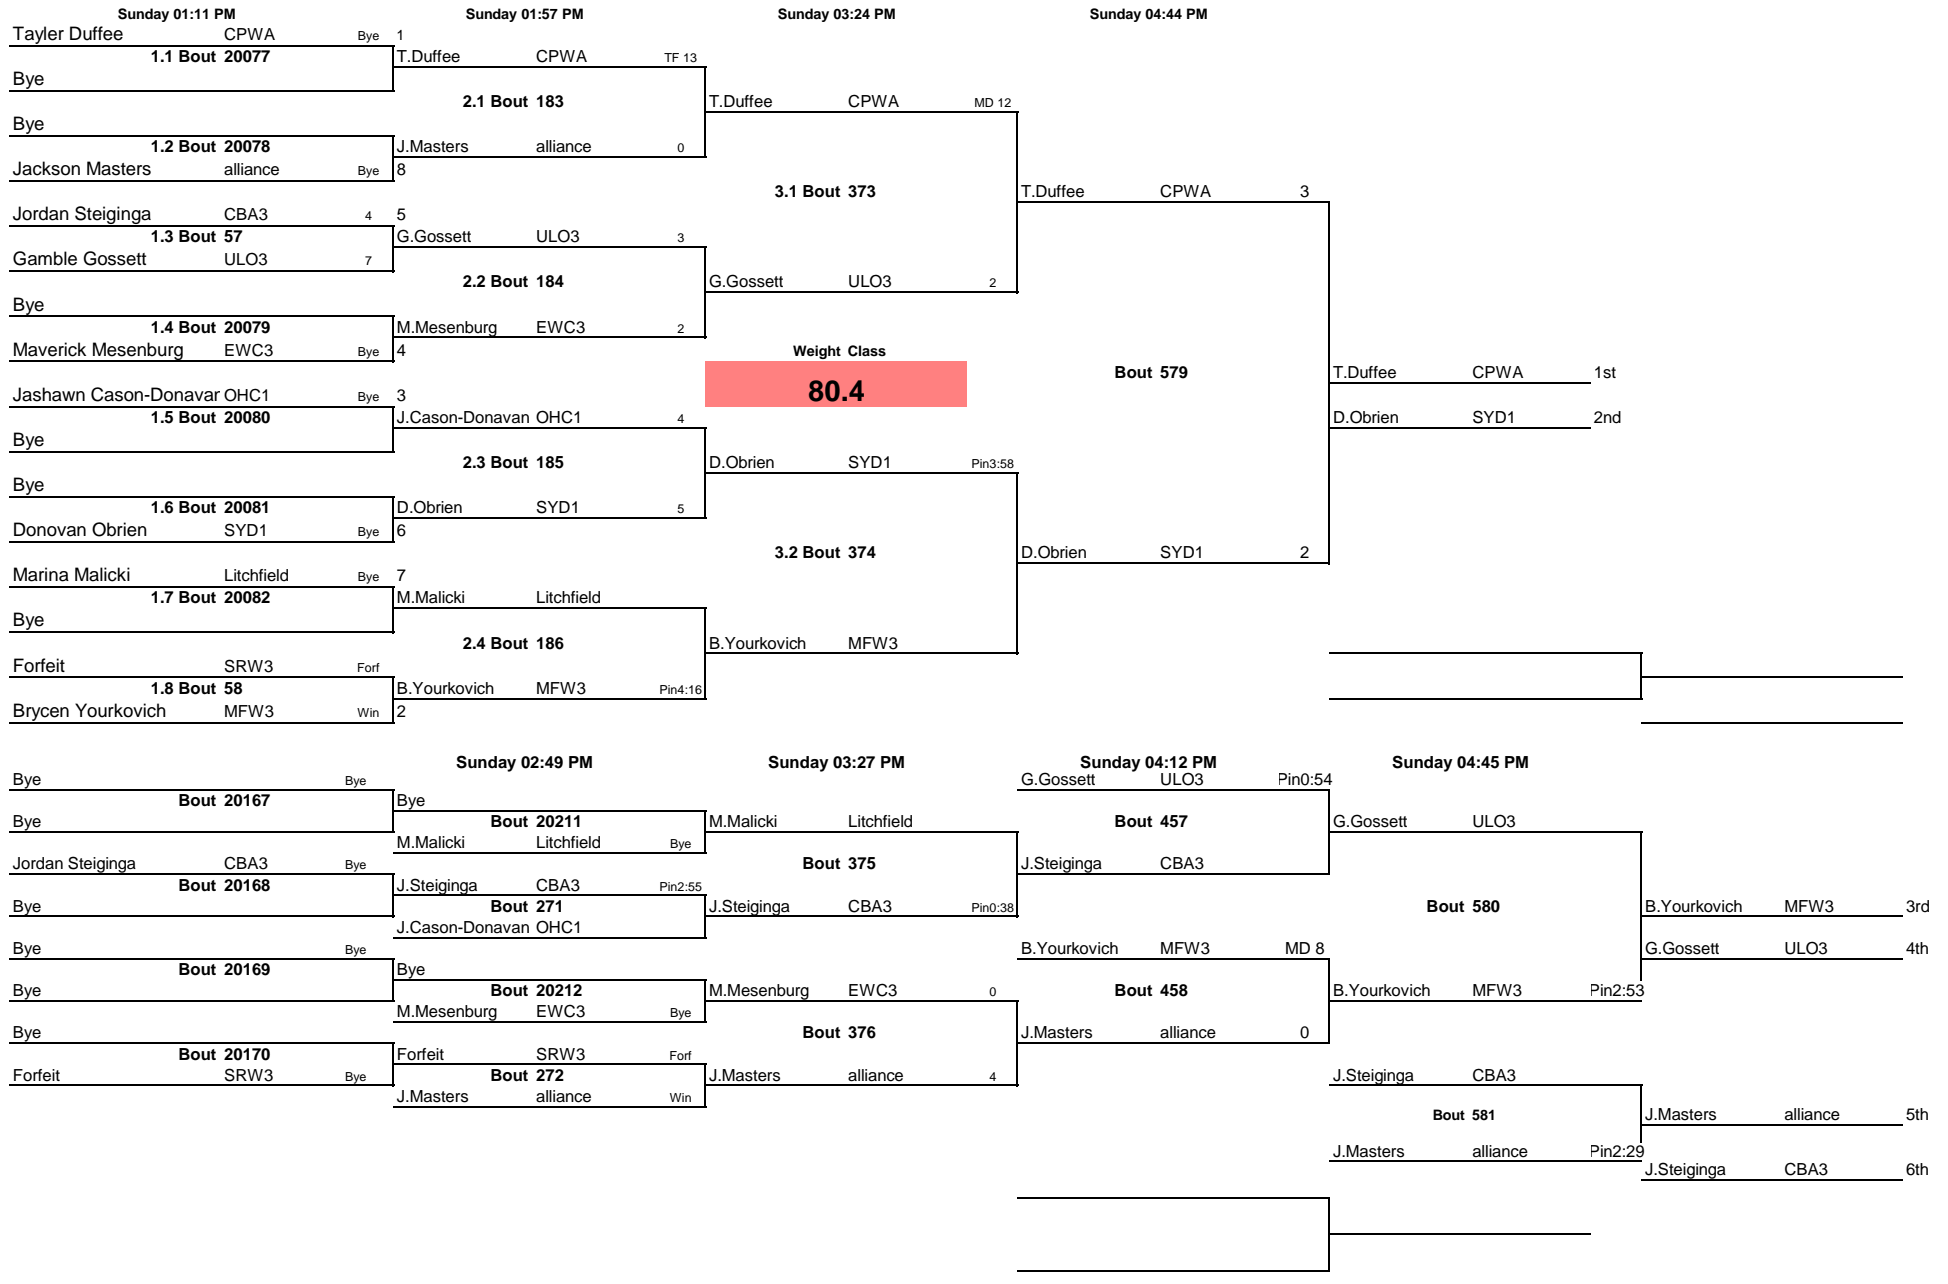 Sunday 01:11 PM Sunday 01:57 PM Sunday 03:24 PM Sunday 04:44 PM
Tayler Duffee CPWA Bye 1
1.1 Bout 20077 T.Duffee CPWA TF 13
Bye
2.1 Bout 183 T.Duffee CPWA MD 12
Bye
1.2 Bout 20078 J.Masters alliance 0
Jackson Masters alliance Bye 8
3.1 Bout 373 T.Duffee CPWA 3
Jordan Steiginga CBA3 4 5
1.3 Bout 57 G.Gossett ULO3 3
Gamble Gossett ULO3 7
2.2 Bout 184 G.Gossett ULO3 2
Bye
1.4 Bout 20079 M.Mesenburg EWC3 2
Maverick Mesenburg EWC3 Bye 4 Weight Class
Bout 579 T.Duffee CPWA 1st
Jashawn Cason-Donavar OHC1 Bye 3 80.4
1.5 Bout 20080 J.Cason-Donavan OHC1 4 D.Obrien SYD1 2nd
Bye
2.3 Bout 185 D.Obrien SYD1 Pin3:58
Bye
1.6 Bout 20081 D.Obrien SYD1 5
Donovan Obrien SYD1 Bye 6
3.2 Bout 374 D.Obrien SYD1 2
Marina Malicki Litchfield Bye 7
1.7 Bout 20082 M.Malicki Litchfield
Bye
2.4 Bout 186 B.Yourkovich MFW3
Forfeit SRW3 Forf
1.8 Bout 58 B.Yourkovich MFW3 Pin4:16
Brycen Yourkovich MFW3 Win 2
Sunday 02:49 PM Sunday 03:27 PM Sunday 04:12 PM Sunday 04:45 PM
Bye Bye G.Gossett ULO3 Pin0:54
Bout 20167 Bye
Bye Bout 20211 M.Malicki Litchfield Bout 457 G.Gossett ULO3
M.Malicki Litchfield Bye
Jordan Steiginga CBA3 Bye Bout 375 J.Steiginga CBA3
Bout 20168 J.Steiginga CBA3 Pin2:55
Bye Bout 271 J.Steiginga CBA3 Pin0:38 Bout 580 B.Yourkovich MFW3 3rd
J.Cason-Donavan OHC1
Bye Bye B.Yourkovich MFW3 MD 8 G.Gossett ULO3 4th
Bout 20169 Bye
Bye Bout 20212 M.Mesenburg EWC3 0 Bout 458 B.Yourkovich MFW3 Pin2:53
M.Mesenburg EWC3 Bye
Bye Bout 376 J.Masters alliance 0
Bout 20170 Forfeit SRW3 Forf
Forfeit SRW3 Bye Bout 272 J.Masters alliance 4 J.Steiginga CBA3
J.Masters alliance Win
Bout 581 J.Masters alliance 5th
J.Masters alliance Pin2:29
J.Steiginga CBA3 6th